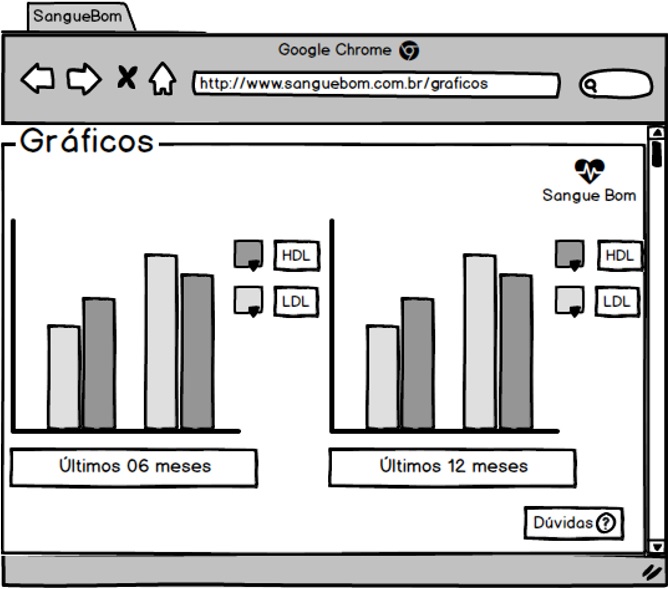 SangueBom
Google Chrome
http://www.sanguebom.com.br/graficos
Gráficos
Sangue Bom
HDL
LDL
HDL
LDL
Últimos 06 meses
Últimos 12 meses
Dúvidas ?